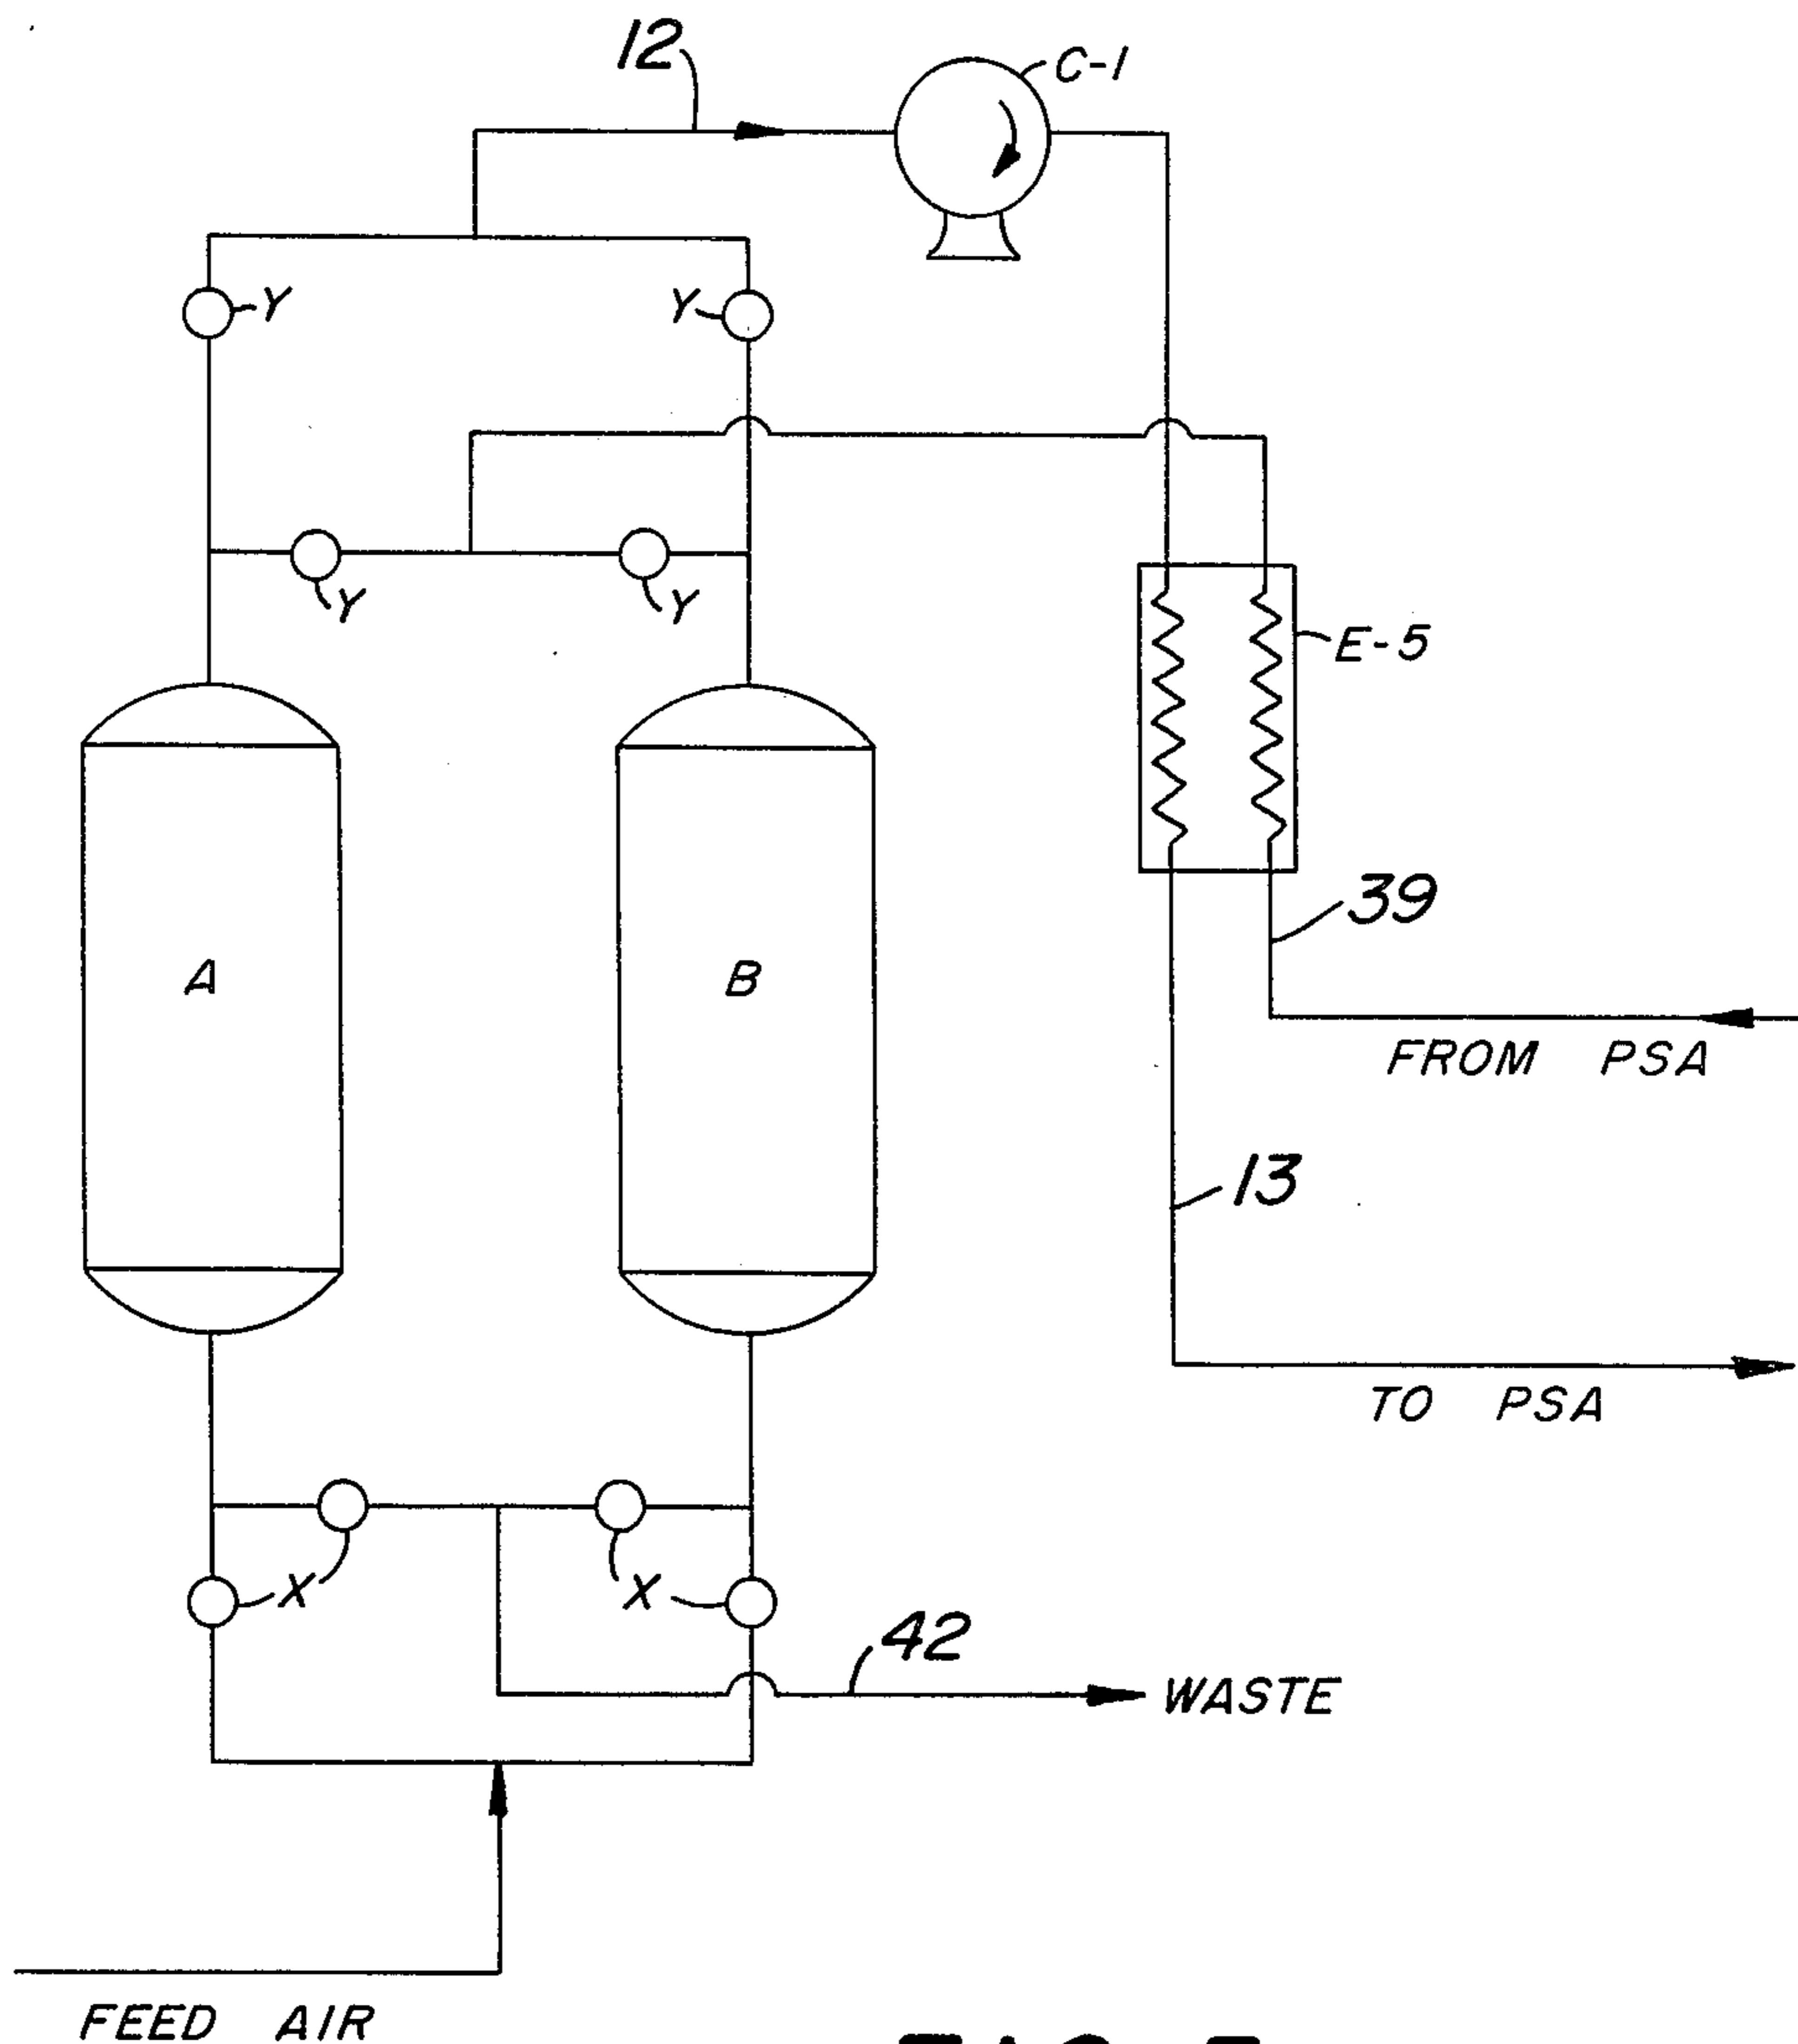 12
C-1
Y
Y
Y
Y
E-5
39
A
B
FROM PSA
13
TO PSA
X
X
42
WASTE
FEED AIR